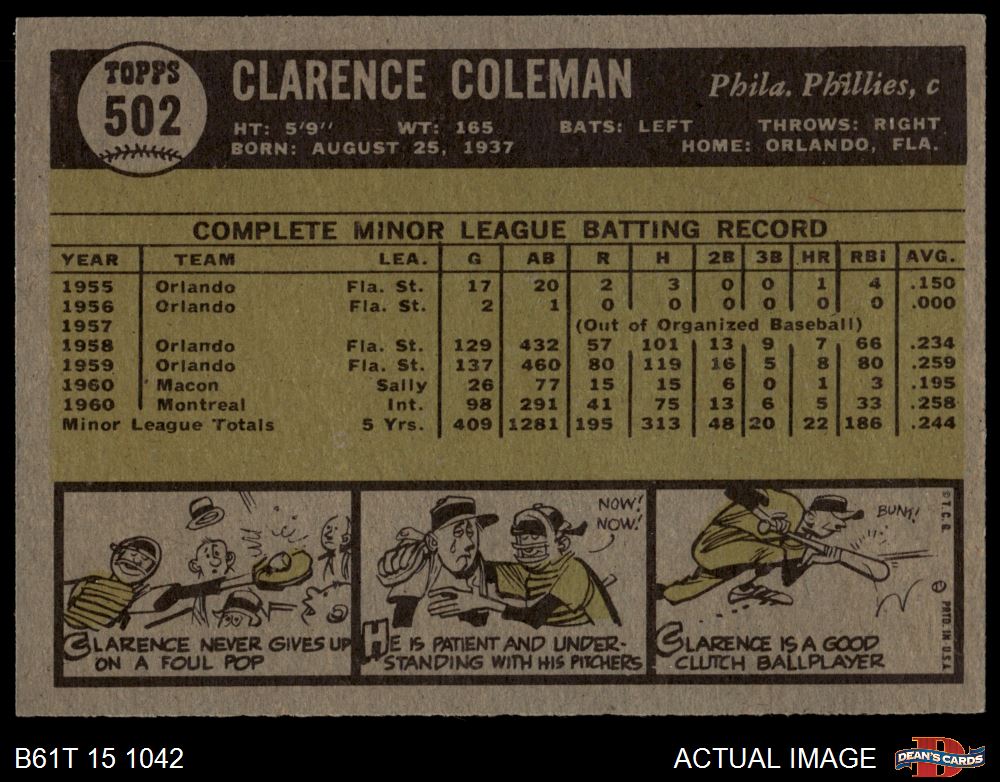 TOPPS
502
CLARENCE COLEMAN Phila. Phillies, c
HT: 5'9" WT: 165 BATS: LEFT THROWS: RIGHT
BORN: AUGUST 25, 1937 HOME: ORLANDO, FLA.
COMPLETE MINOR LEAGUE BATTING RECORD
YEAR TEAM LEA. G AB R H 2B 3B HR RBI AVG.
1955 Orlando Fla. St. 17 20 2 3 0 0 1 4 .150
1956 Orlando Fla. St. 2 1 0 0 0 0 0 0 .000
1957 (Out of Organized Baseball)
1958 Orlando Fla. St. 129 432 57 101 13 9 7 66 .234
1959 Orlando Fla. St. 137 460 80 119 16 5 8 80 .259
1960 Macon Sally 26 77 15 15 6 0 1 3 .195
1960 Montreal Int. 98 291 41 75 13 6 5 33 .258
Minor League Totals 5 Yrs. 409 1281 195 313 48 20 22 186 .244
CLARENCE NEVER GIVES UP
ON A FOUL POP
NOW!
NOW!
HE IS PATIENT AND UNDER-
STANDING WITH HIS PITCHERS
BUNT!
CLARENCE IS A GOOD
CLUTCH BALLPLAYER
© T.C.G.
PRTD. IN U.S.A.
B61T 15 1042
ACTUAL IMAGE
D
DEAN'S CARDS